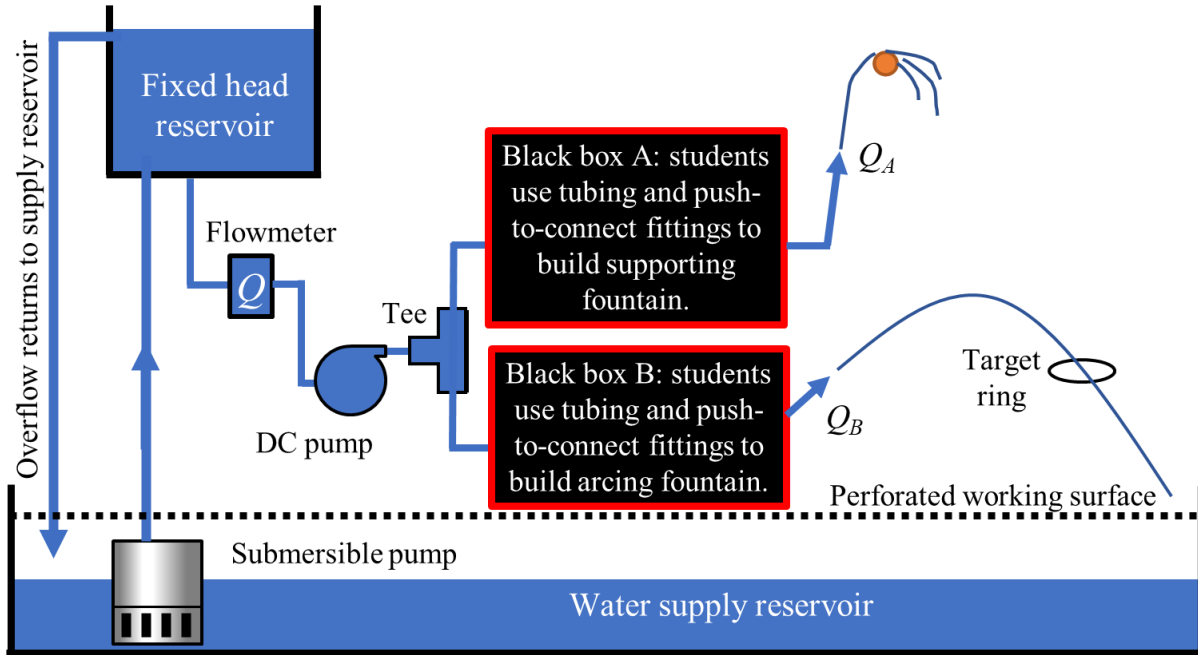 Overflow returns to supply reservoir
Fixed head
reservoir
Flowmeter
Q
Tee
DC pump
Black box A: students
use tubing and push-
to-connect fittings to
build supporting
fountain.
Q_A
Black box B: students
use tubing and push-
to-connect fittings to
build arcing fountain.
Q_B
Target
ring
Perforated working surface
Submersible pump
Water supply reservoir